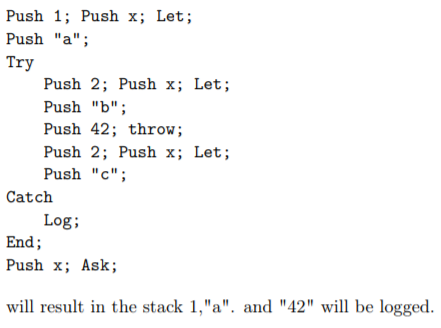 Push 1; Push x; Let;
Push "a";
Try
    Push 2; Push x; Let;
    Push "b";
    Push 42; throw;
    Push 2; Push x; Let;
    Push "c";
Catch
    Log;
End;
Push x; Ask;
will result in the stack 1,"a". and "42" will be logged.